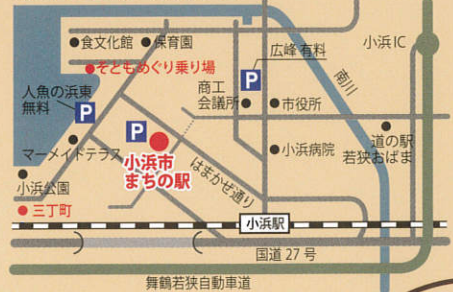 食文化館
保育園
小浜IC
広峰 有料
P
そともめぐり乗り場
南川
人魚の浜東
無料
P
商工
会議所
市役所
P
道の駅
若狭おばま
マーメイドテラス
小浜市
まちの駅
小浜病院
はまかぜ通り
小浜公園
三丁町
小浜駅
国道27号
舞鶴若狭自動車道